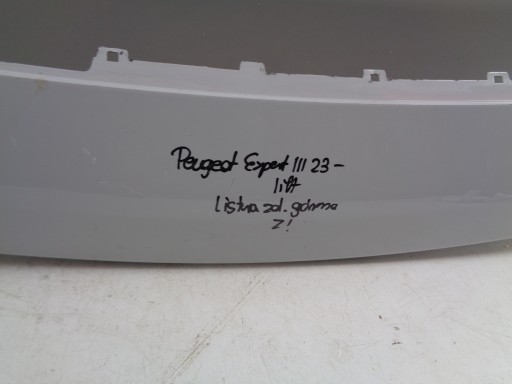 Peugeot Expert III 23-
lift
Listwa zd. górna
Z!